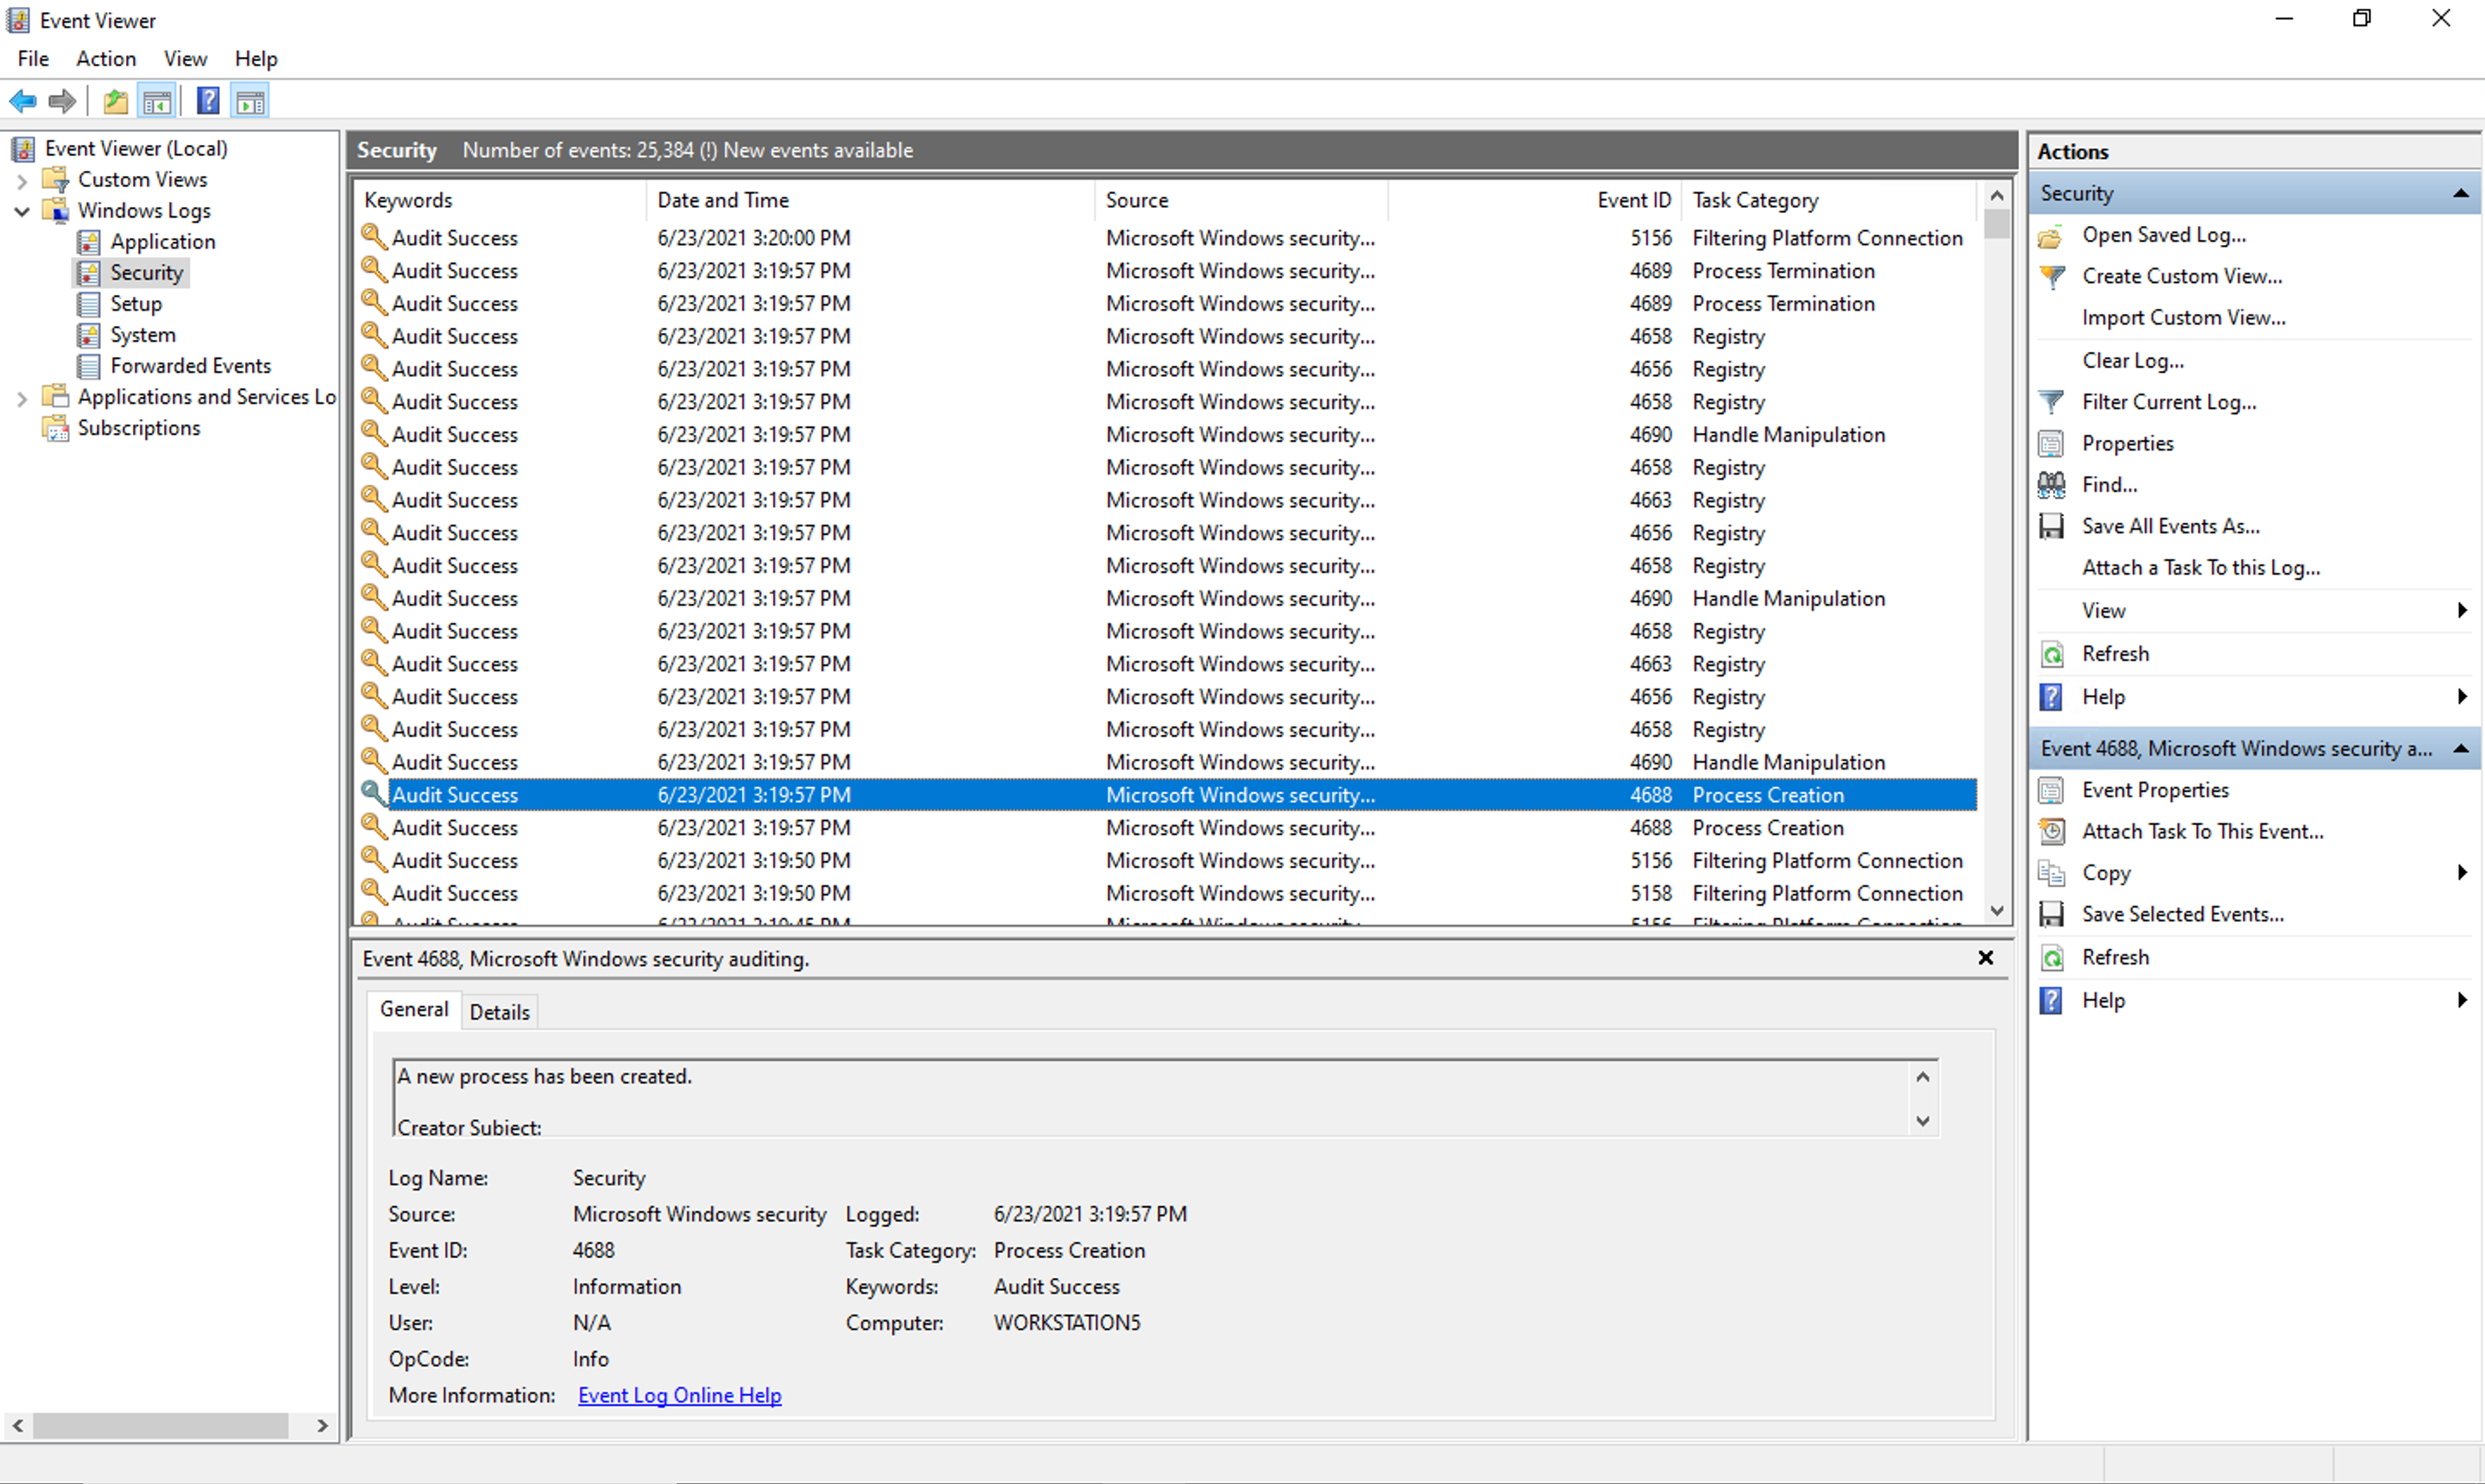 Event Viewer
File Action View Help
Event Viewer (Local)
Custom Views
Windows Logs
Application
Security
Setup
System
Forwarded Events
Applications and Services Lo
Subscriptions
Security Number of events: 25,384 (!) New events available
Keywords Date and Time Source Event ID Task Category
Audit Success 6/23/2021 3:20:00 PM Microsoft Windows security... 5156 Filtering Platform Connection
Audit Success 6/23/2021 3:19:57 PM Microsoft Windows security... 4689 Process Termination
Audit Success 6/23/2021 3:19:57 PM Microsoft Windows security... 4689 Process Termination
Audit Success 6/23/2021 3:19:57 PM Microsoft Windows security... 4658 Registry
Audit Success 6/23/2021 3:19:57 PM Microsoft Windows security... 4656 Registry
Audit Success 6/23/2021 3:19:57 PM Microsoft Windows security... 4658 Registry
Audit Success 6/23/2021 3:19:57 PM Microsoft Windows security... 4690 Handle Manipulation
Audit Success 6/23/2021 3:19:57 PM Microsoft Windows security... 4658 Registry
Audit Success 6/23/2021 3:19:57 PM Microsoft Windows security... 4663 Registry
Audit Success 6/23/2021 3:19:57 PM Microsoft Windows security... 4656 Registry
Audit Success 6/23/2021 3:19:57 PM Microsoft Windows security... 4658 Registry
Audit Success 6/23/2021 3:19:57 PM Microsoft Windows security... 4690 Handle Manipulation
Audit Success 6/23/2021 3:19:57 PM Microsoft Windows security... 4658 Registry
Audit Success 6/23/2021 3:19:57 PM Microsoft Windows security... 4663 Registry
Audit Success 6/23/2021 3:19:57 PM Microsoft Windows security... 4656 Registry
Audit Success 6/23/2021 3:19:57 PM Microsoft Windows security... 4658 Registry
Audit Success 6/23/2021 3:19:57 PM Microsoft Windows security... 4690 Handle Manipulation
Audit Success 6/23/2021 3:19:57 PM Microsoft Windows security... 4688 Process Creation
Audit Success 6/23/2021 3:19:57 PM Microsoft Windows security... 4688 Process Creation
Audit Success 6/23/2021 3:19:50 PM Microsoft Windows security... 5156 Filtering Platform Connection
Audit Success 6/23/2021 3:19:50 PM Microsoft Windows security... 5158 Filtering Platform Connection
Event 4688, Microsoft Windows security auditing.
General Details
A new process has been created.
Creator Subject:
Log Name: Security
Source: Microsoft Windows security Logged: 6/23/2021 3:19:57 PM
Event ID: 4688 Task Category: Process Creation
Level: Information Keywords: Audit Success
User: N/A Computer: WORKSTATION5
OpCode: Info
More Information: Event Log Online Help
Actions
Security
Open Saved Log...
Create Custom View...
Import Custom View...
Clear Log...
Filter Current Log...
Properties
Find...
Save All Events As...
Attach a Task To this Log...
View
Refresh
Help
Event 4688, Microsoft Windows security a...
Event Properties
Attach Task To This Event...
Copy
Save Selected Events...
Refresh
Help